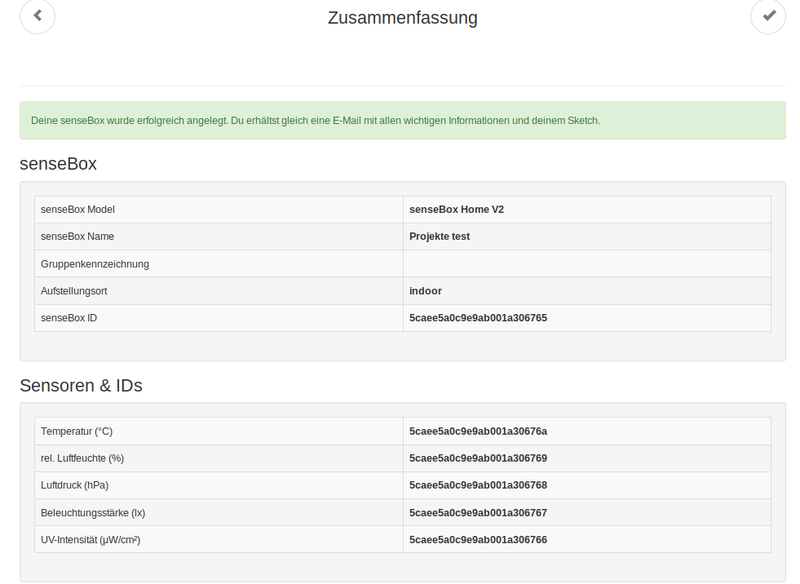 Zusammenfassung
Deine senseBox wurde erfolgreich angelegt. Du erhältst gleich eine E-Mail mit allen wichtigen Informationen und deinem Sketch.
senseBox
senseBox Model senseBox Home V2
senseBox Name Projekte test
Gruppenkennzeichnung
Aufstellungsort indoor
senseBox ID 5caee5a0c9e9ab001a306765
Sensoren & IDs
Temperatur (°C) 5caee5a0c9e9ab001a30676a
rel. Luftfeuchte (%) 5caee5a0c9e9ab001a306769
Luftdruck (hPa) 5caee5a0c9e9ab001a306768
Beleuchtungsstärke (lx) 5caee5a0c9e9ab001a306767
UV-Intensität (μW/cm²) 5caee5a0c9e9ab001a306766